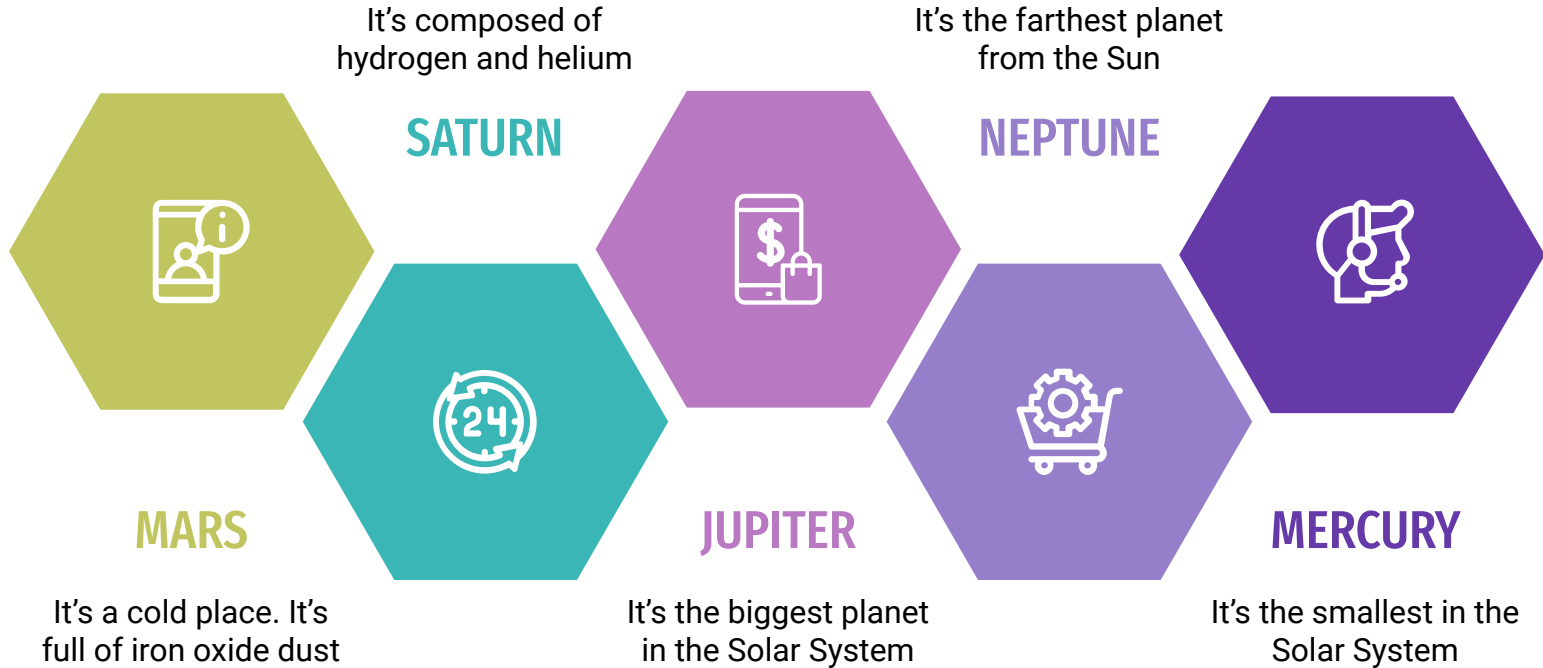 It’s composed of
hydrogen and helium
SATURN
It’s the farthest planet
from the Sun
NEPTUNE
i
$
24
MARS
It’s a cold place. It’s
full of iron oxide dust
JUPITER
It’s the biggest planet
in the Solar System
MERCURY
It’s the smallest in the
Solar System